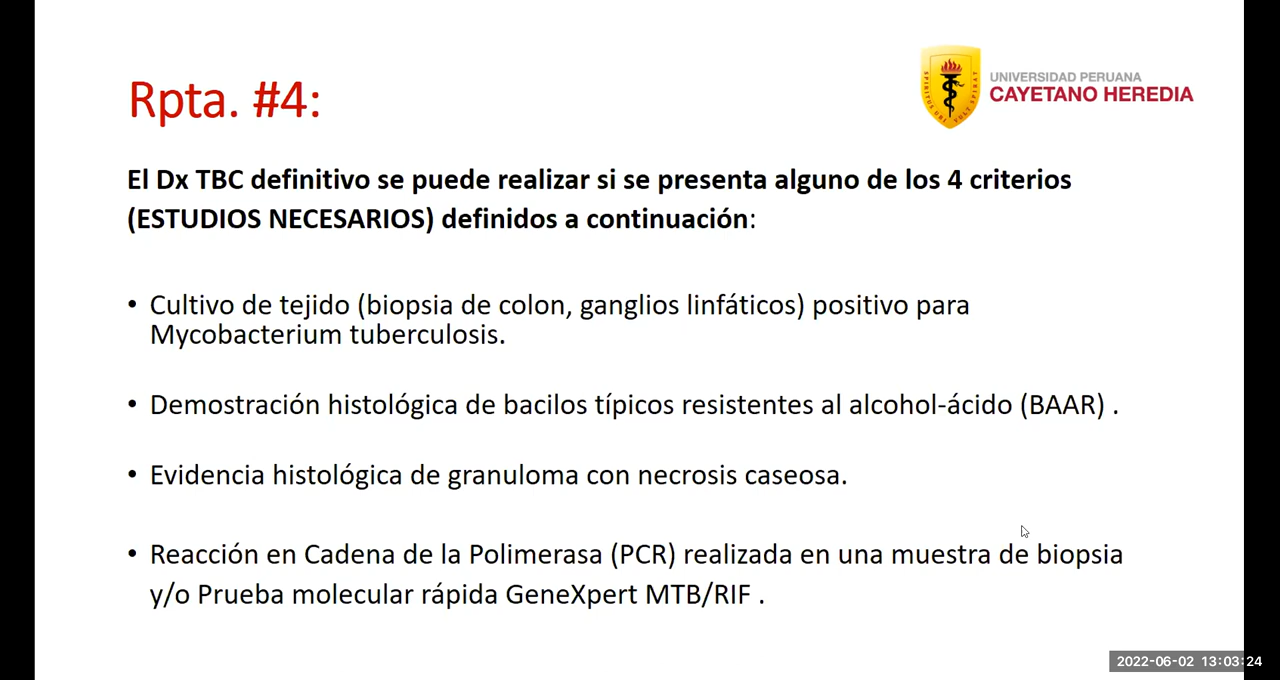 Rpta. #4:
UNIVERSIDAD PERUANA
CAYETANO HEREDIA
El Dx TBC definitivo se puede realizar si se presenta alguno de los 4 criterios
(ESTUDIOS NECESARIOS) definidos a continuación:
• Cultivo de tejido (biopsia de colon, ganglios linfáticos) positivo para
Mycobacterium tuberculosis.
• Demostración histológica de bacilos típicos resistentes al alcohol-ácido (BAAR) .
• Evidencia histológica de granuloma con necrosis caseosa.
• Reacción en Cadena de la Polimerasa (PCR) realizada en una muestra de biopsia
y/o Prueba molecular rápida GeneXpert MTB/RIF .
2022-06-02 13:03:24